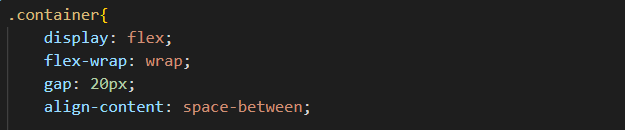 .container{
    display: flex;
    flex-wrap: wrap;
    gap: 20px;
    align-content: space-between;